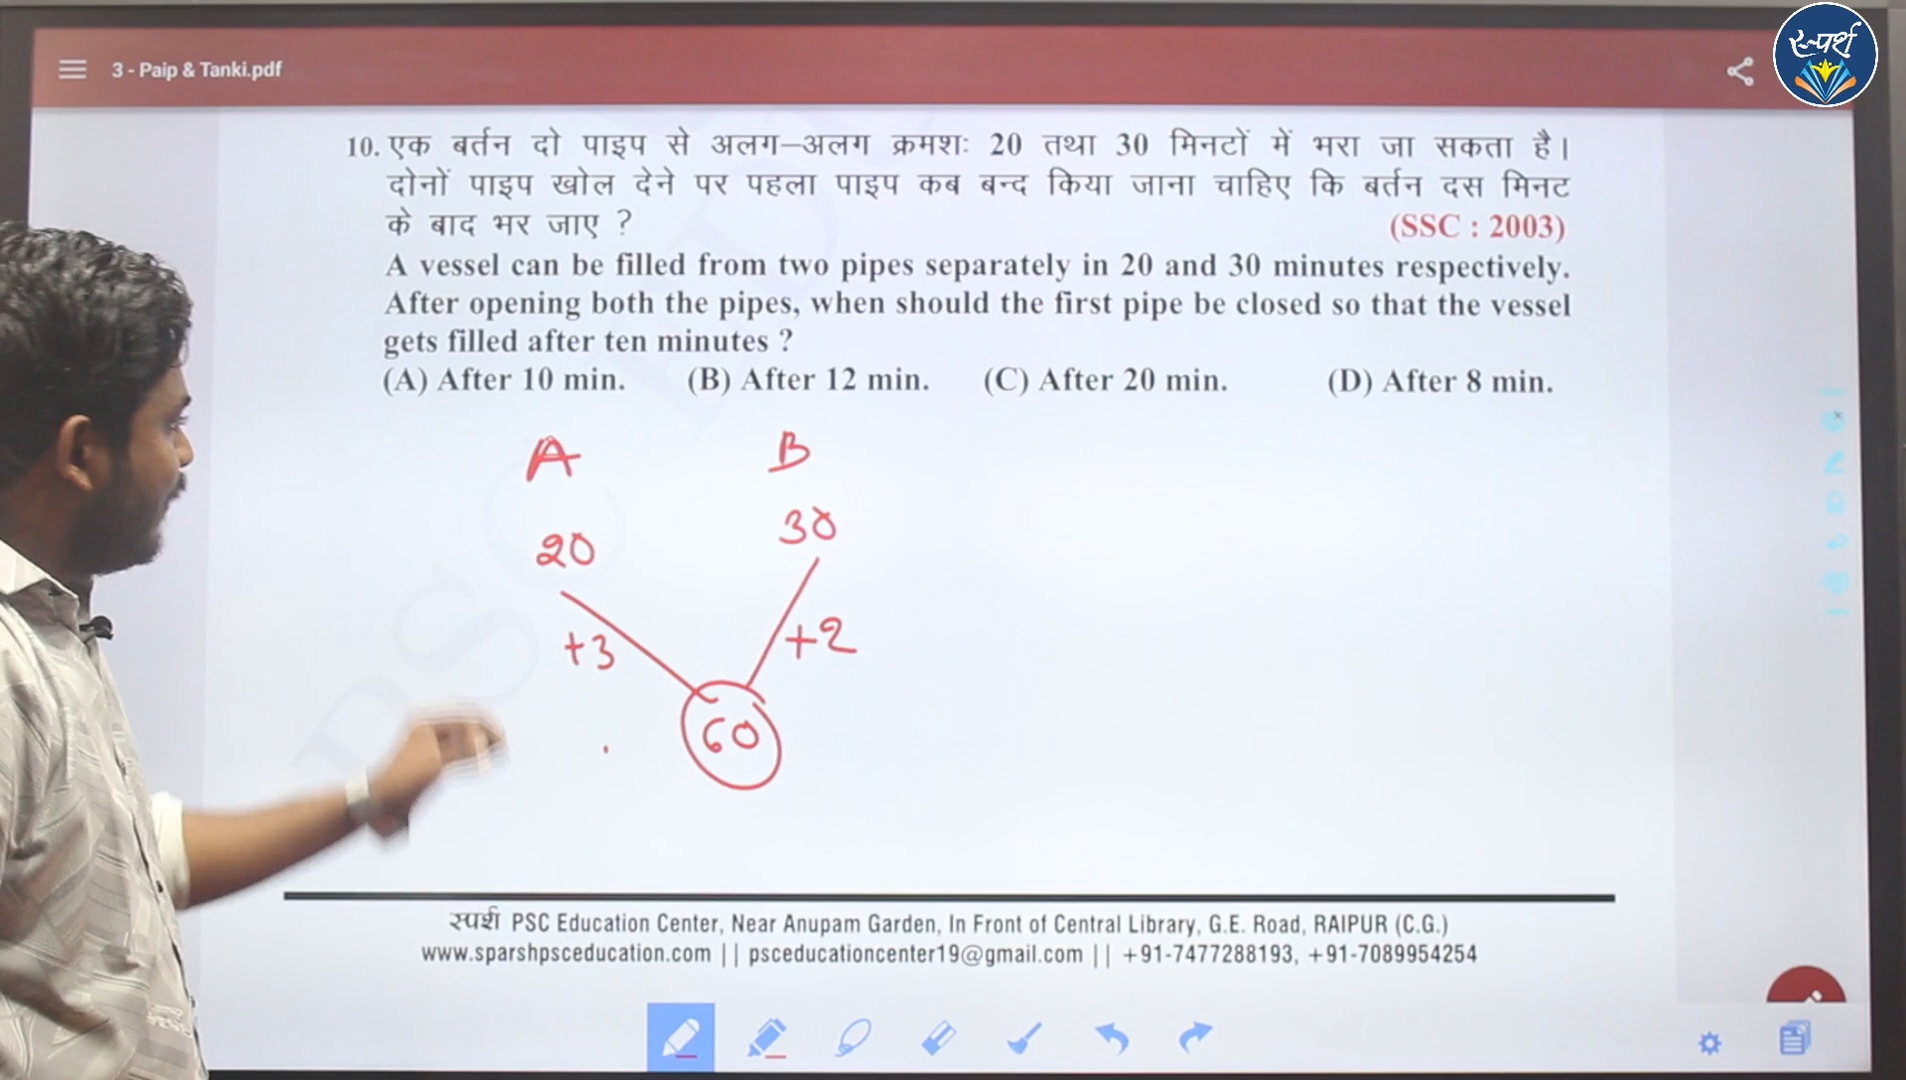 स्पर्श
3 - Paip & Tanki.pdf
10. एक बर्तन दो पाइप से अलग–अलग क्रमशः 20 तथा 30 मिनटों में भरा जा सकता है।
दोनों पाइप खोल देने पर पहला पाइप कब बन्द किया जाना चाहिए कि बर्तन दस मिनट
के बाद भर जाए ? (SSC : 2003)
A vessel can be filled from two pipes separately in 20 and 30 minutes respectively.
After opening both the pipes, when should the first pipe be closed so that the vessel
gets filled after ten minutes ?
(A) After 10 min. (B) After 12 min. (C) After 20 min. (D) After 8 min.
A B
20 30
+3 +2
60
स्पर्श PSC Education Center, Near Anupam Garden, In Front of Central Library, G.E. Road, RAIPUR (C.G.)
www.sparshpsceducation.com || psceducationcenter19@gmail.com || +91-7477288193, +91-7089954254